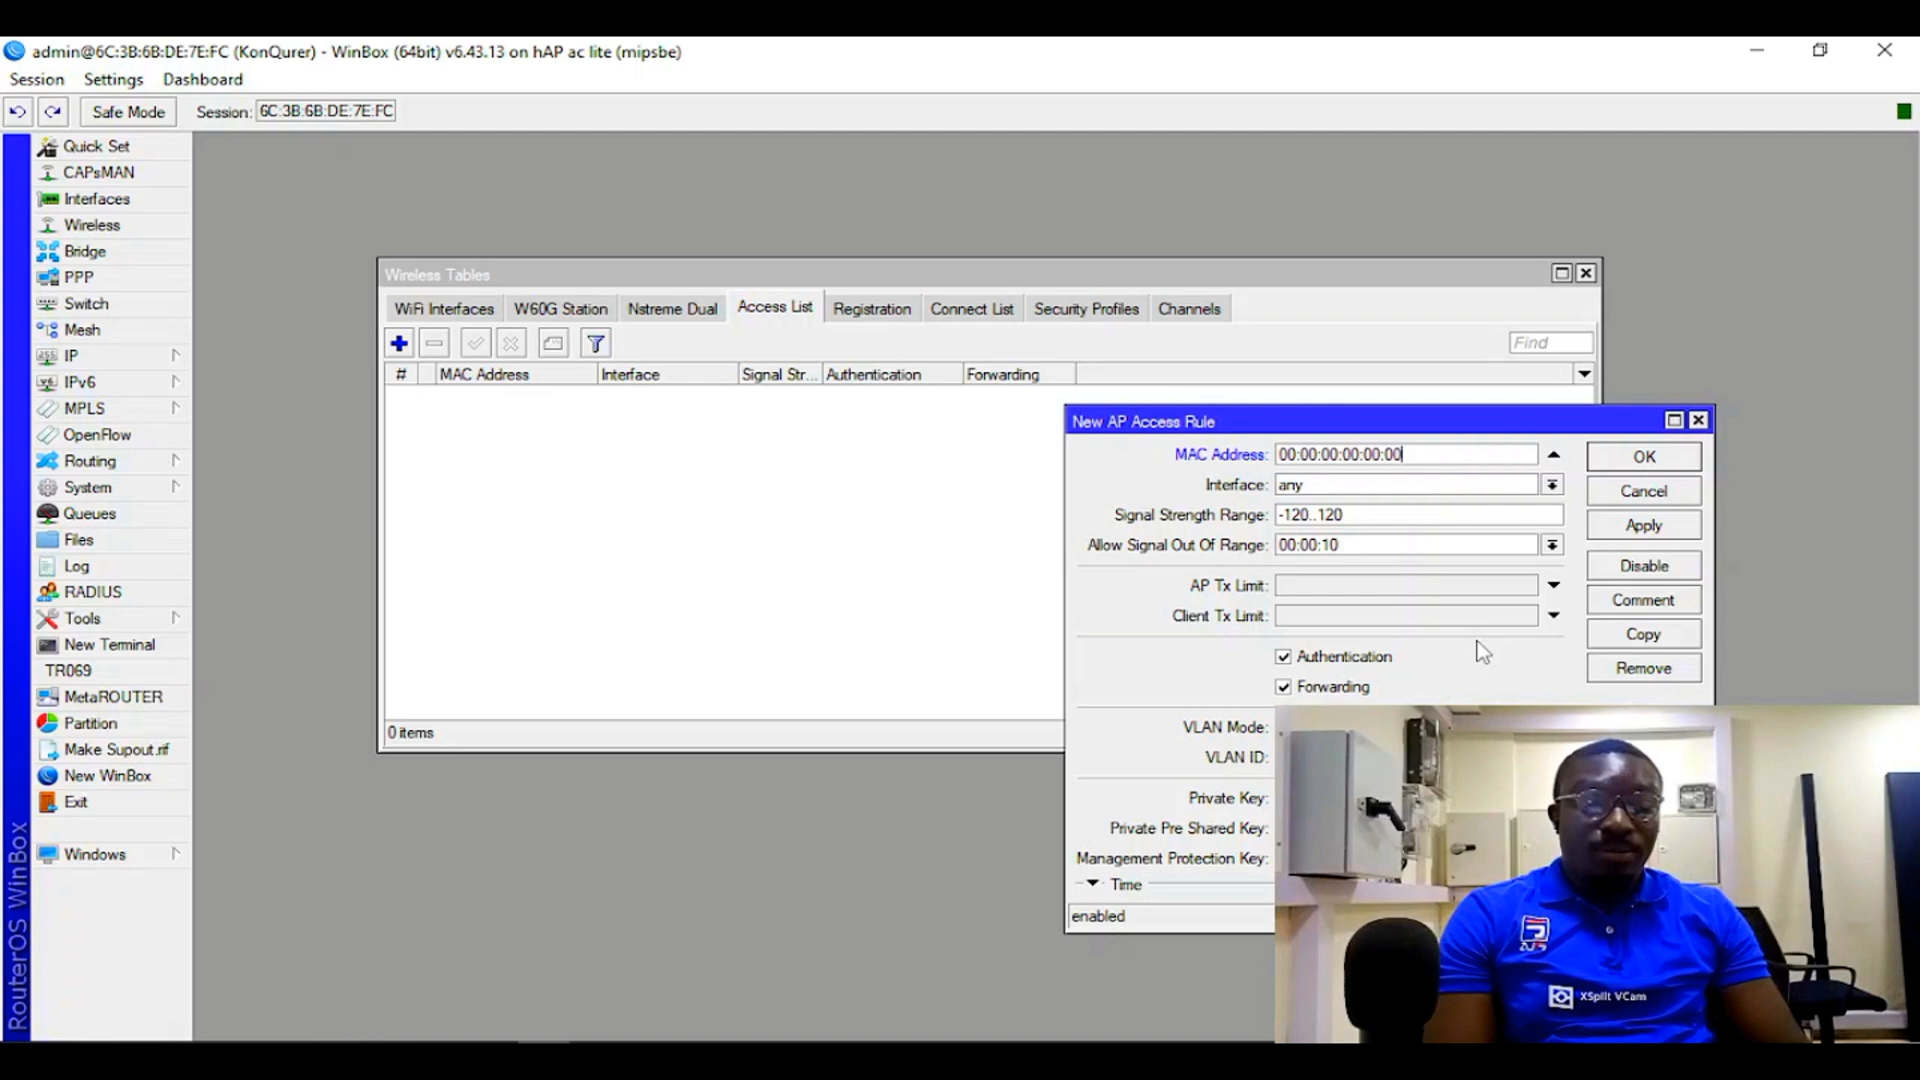 admin@6C:3B:6B:DE:7E:FC (KonQurer) - WinBox (64bit) v6.43.13 on hAP ac lite (mipsbe)
Session Settings Dashboard
Safe Mode Session: 6C:3B:6B:DE:7E:FC
Quick Set
CAPsMAN
Interfaces
Wireless
Bridge
PPP
Switch
Mesh
IP
IPv6
MPLS
OpenFlow
Routing
System
Queues
Files
Log
RADIUS
Tools
New Terminal
TR069
MetaROUTER
Partition
Make Supout.rif
New WinBox
Exit
Windows
RouterOS WinBox
Wireless Tables
WiFi Interfaces W60G Station Nstreme Dual Access List Registration Connect List Security Profiles Channels
Find
# MAC Address Interface Signal Str... Authentication Forwarding
0 items
New AP Access Rule
MAC Address: 00:00:00:00:00:00
Interface: any
Signal Strength Range: -120..120
Allow Signal Out Of Range: 00:00:10
AP Tx Limit:
Client Tx Limit:
Authentication
Forwarding
VLAN Mode:
VLAN ID:
Private Key:
Private Pre Shared Key:
Management Protection Key:
Time
enabled
OK
Cancel
Apply
Disable
Comment
Copy
Remove
XSplit VCam